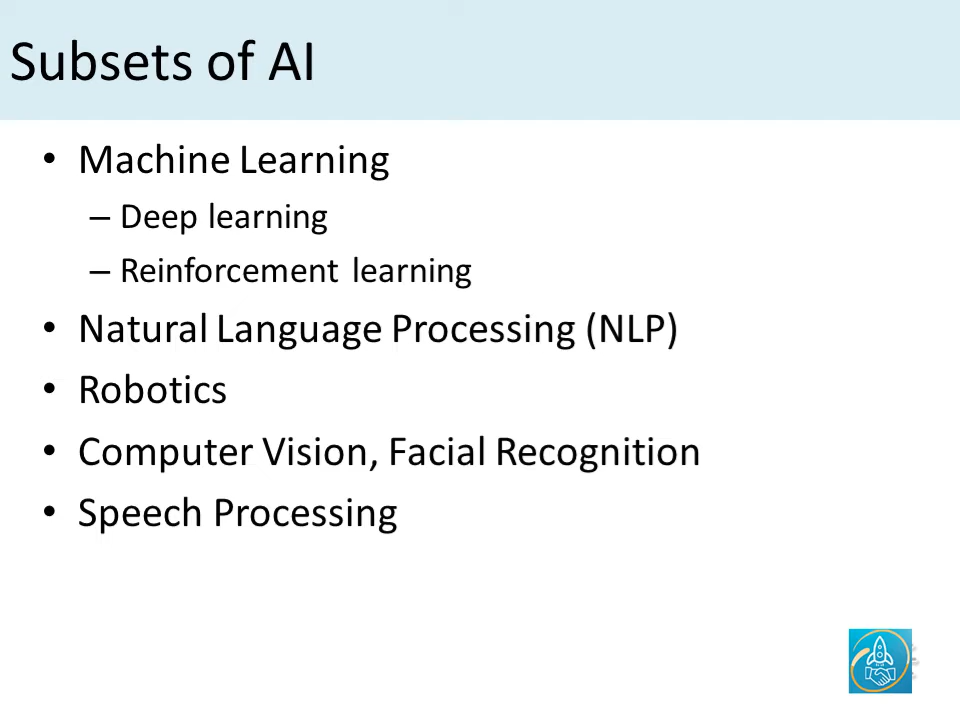 Subsets of AI
• Machine Learning
– Deep learning
– Reinforcement learning
• Natural Language Processing (NLP)
• Robotics
• Computer Vision, Facial Recognition
• Speech Processing